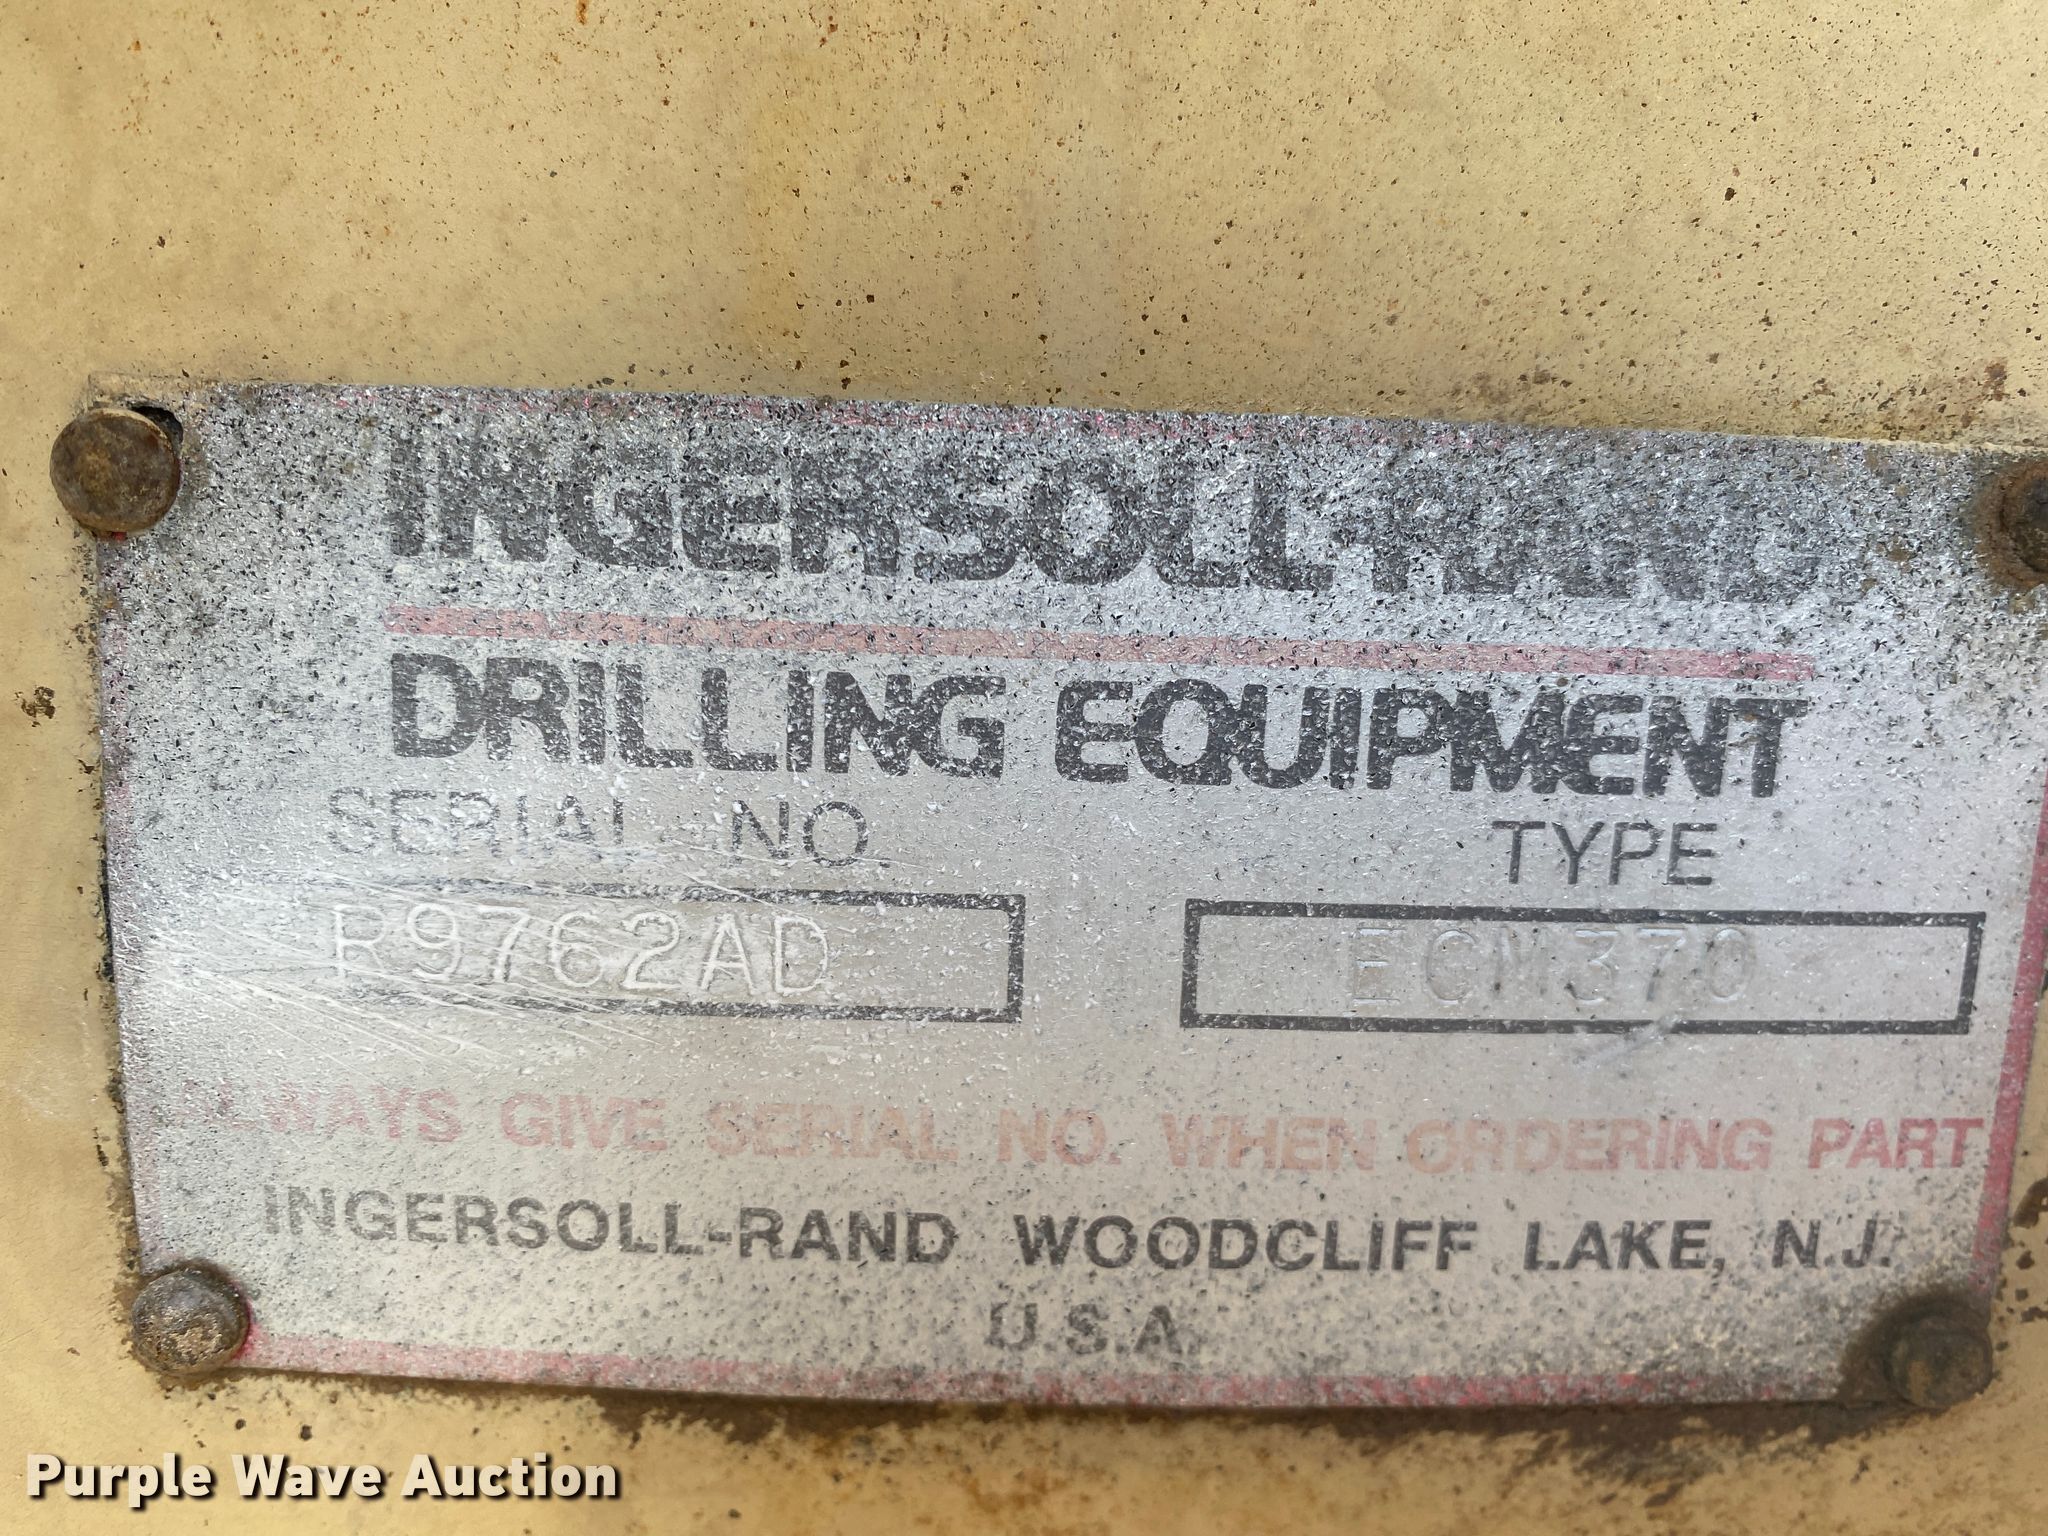 INGERSOLL-RAND
DRILLING EQUIPMENT
SERIAL NO. TYPE
R9762AD ECM370
ALWAYS GIVE SERIAL NO. WHEN ORDERING PART
INGERSOLL-RAND WOODCLIFF LAKE, N.J.
U.S.A.
Purple Wave Auction